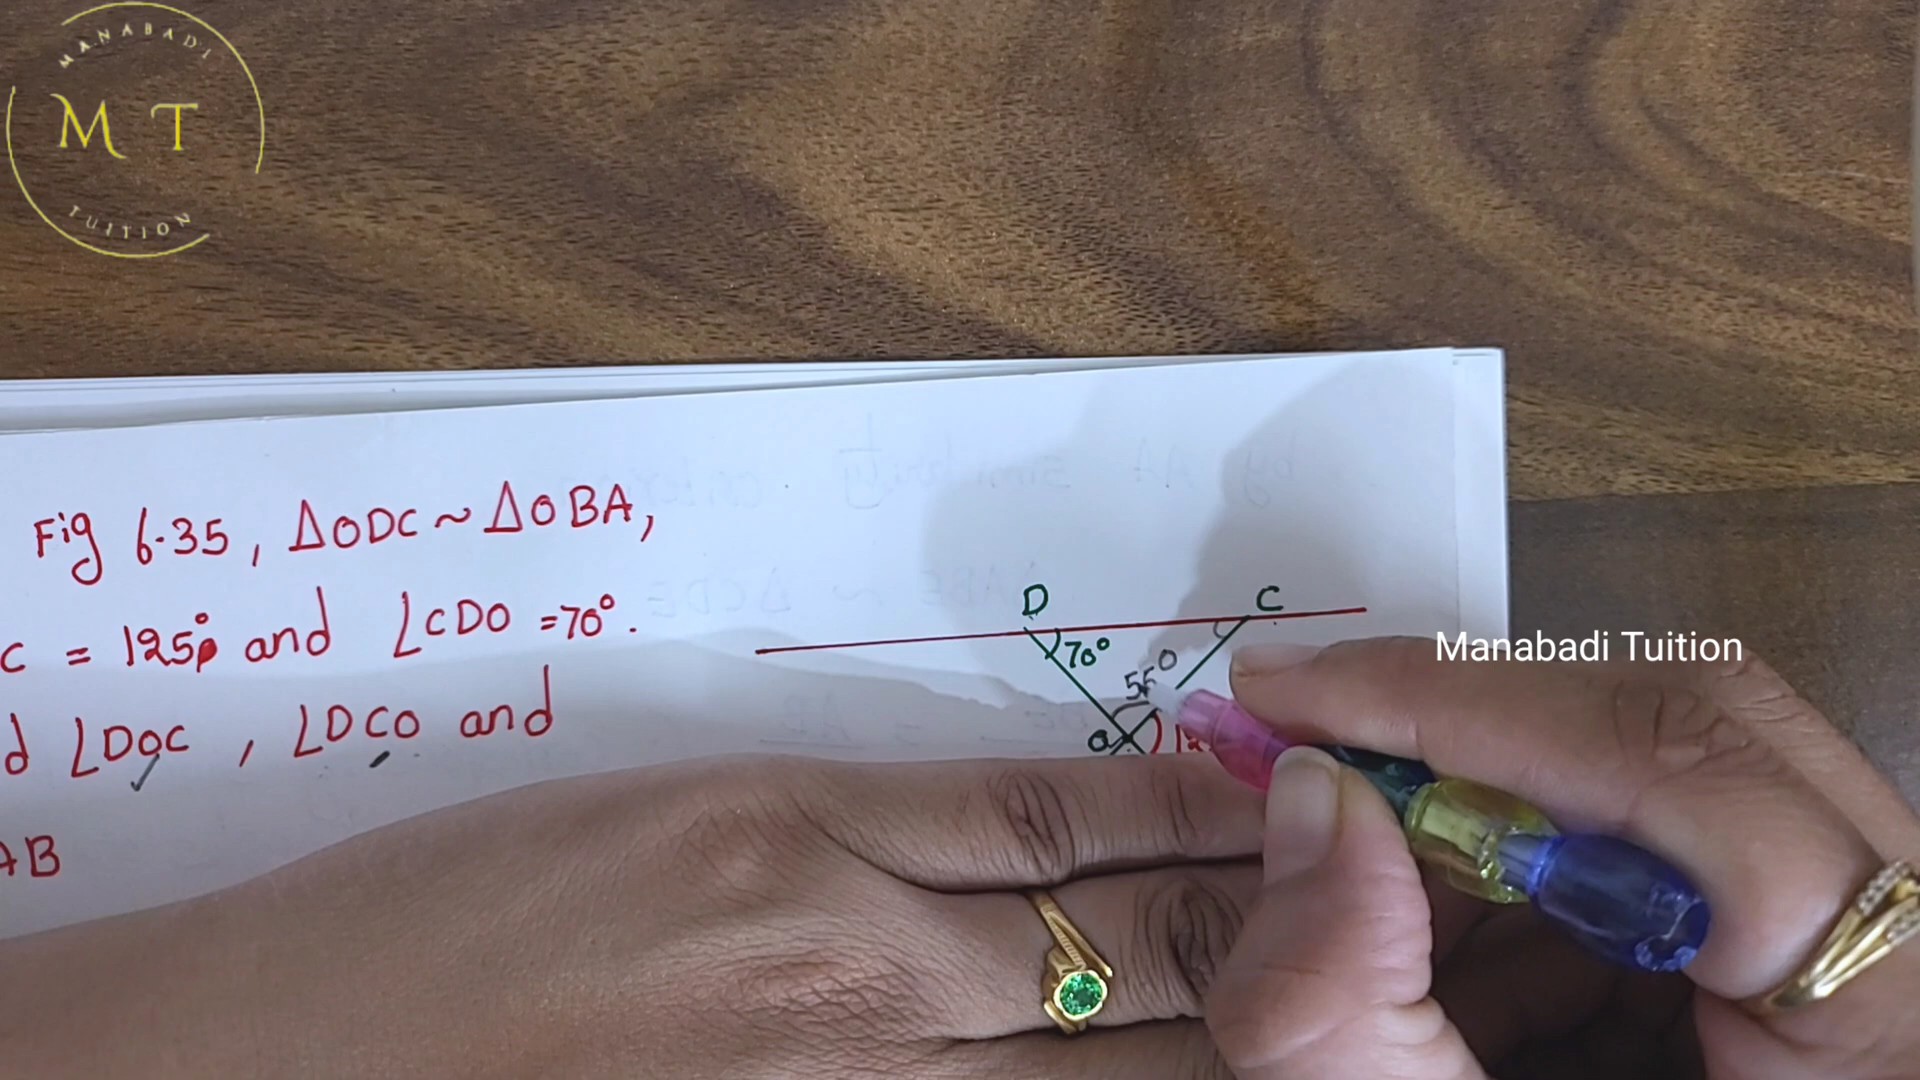 MANABADI
M T
TUITION
Fig 6.35, ΔODC ~ ΔOBA,
C = 125° and ∠CDO = 70°.
d ∠DOC, ∠DCO and
AB
D
C
70°
55°
O
Manabadi Tuition